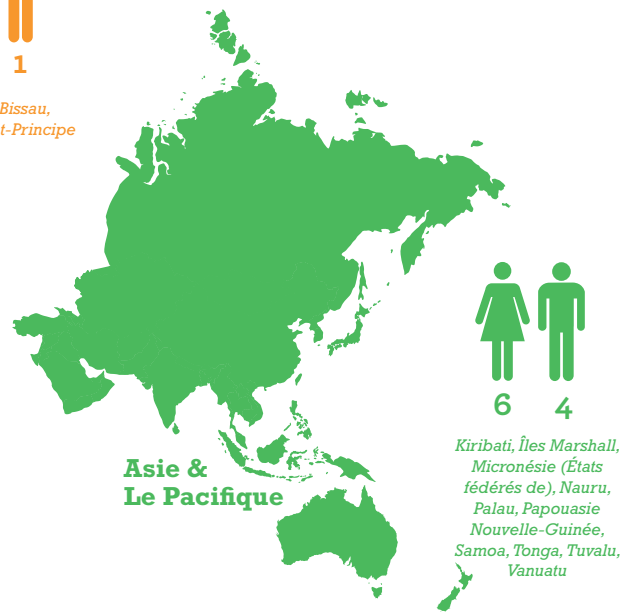 1
Bissau,
t-Principe
6 4
Kiribati, Îles Marshall,
Micronésie (États
fédérés de), Nauru,
Palau, Papouasie
Nouvelle-Guinée,
Samoa, Tonga, Tuvalu,
Vanuatu
Asie &
Le Pacifique